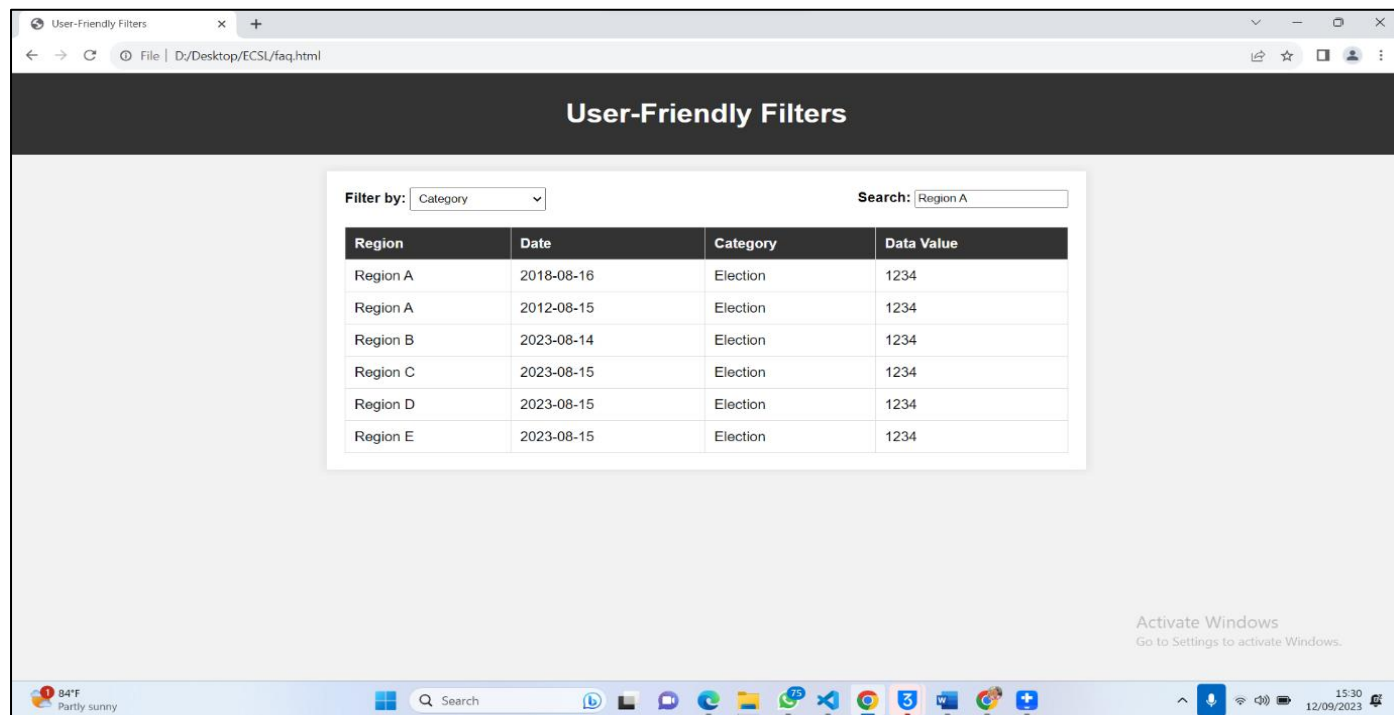 User-Friendly Filters
File | D:/Desktop/ECSL/faq.html
User-Friendly Filters
Filter by: Category Search: Region A
Region Date Category Data Value
Region A 2018-08-16 Election 1234
Region A 2012-08-15 Election 1234
Region B 2023-08-14 Election 1234
Region C 2023-08-15 Election 1234
Region D 2023-08-15 Election 1234
Region E 2023-08-15 Election 1234
Activate Windows
Go to Settings to activate Windows.
1 84°F Search 75 3 15:30
Partly sunny 12/09/2023